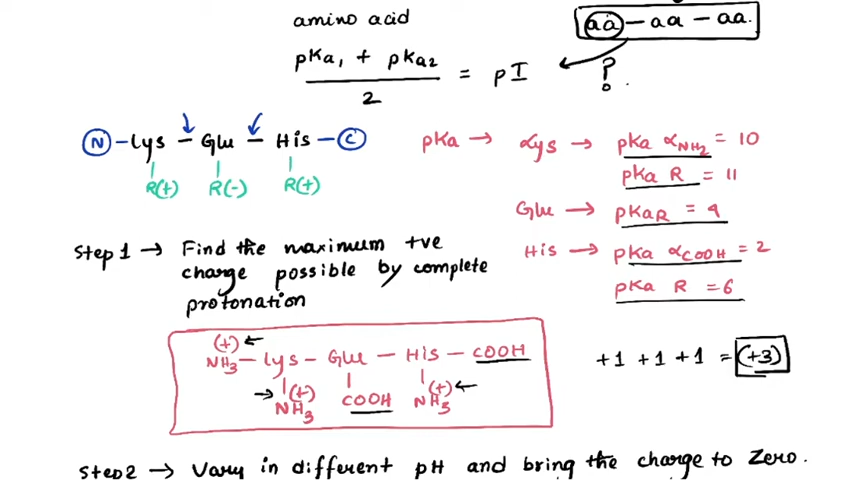 amino acid
aa – aa – aa.
pKa1 + pKa2
2
= pI
?
N – Lys – Glu – His – C
R(+) R(-) R(+)
pKa → Lys → pKa αNH2 = 10
pKa R = 11
Glu → pKaR = 4
His → pKa αCOOH = 2
pKa R = 6
Step 1 → Find the maximum +ve
charge possible by complete
protonation
(+) ←
NH3 – Lys – Glu – His – COOH
→ (+) (+) ←
NH3 COOH NH3
+1 +1 +1 = (+3)
Step 2 → Vary in different pH and bring the charge to Zero.